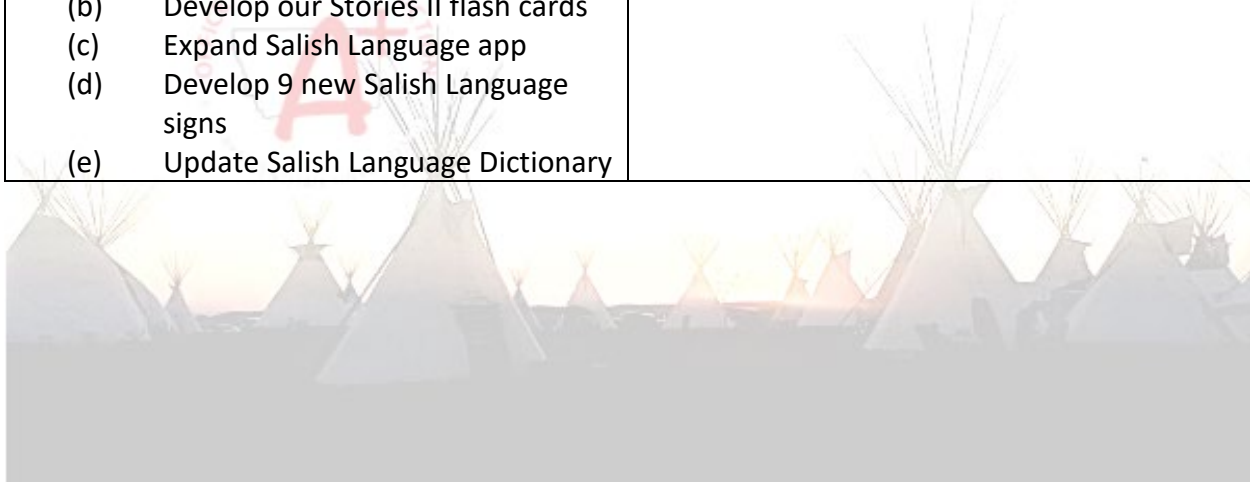 (b) Develop our Stories II flash cards
(c) Expand Salish Language app
(d) Develop 9 new Salish Language
signs
(e) Update Salish Language Dictionary
A+